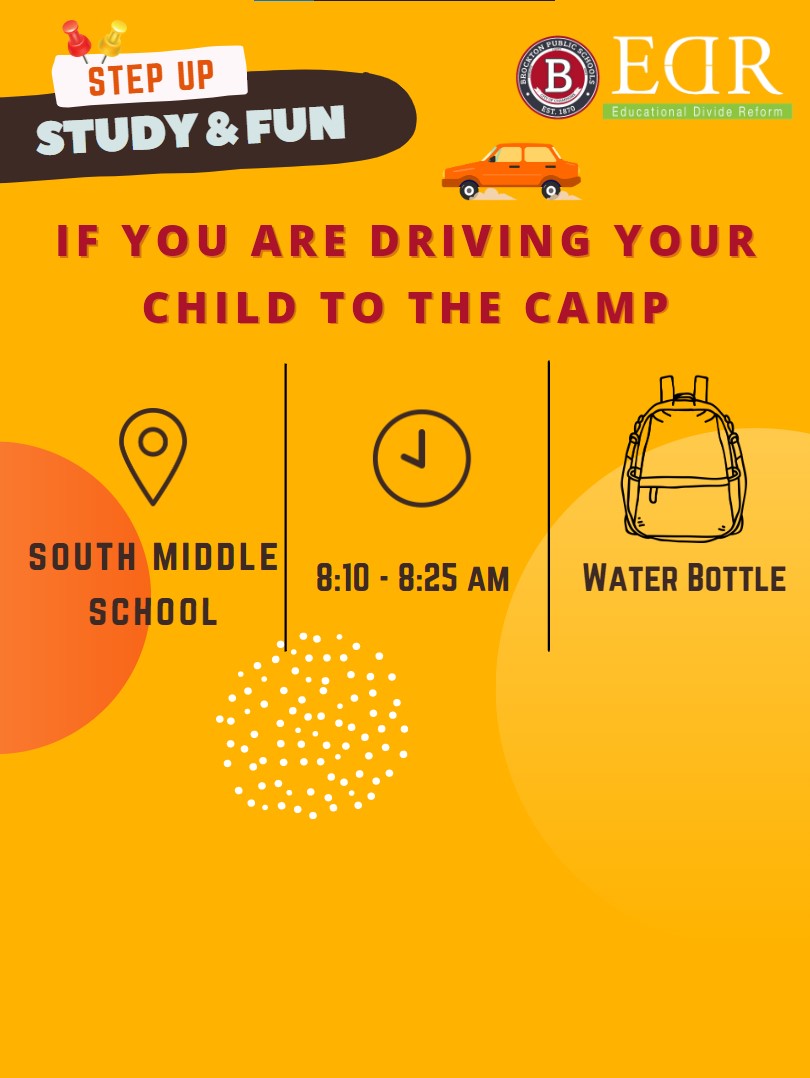 STEP UP
STUDY & FUN
BROCKTON PUBLIC SCHOOLS
B
EST. 1870
EDR
Educational Divide Reform
IF YOU ARE DRIVING YOUR
CHILD TO THE CAMP
SOUTH MIDDLE
SCHOOL
8:10 - 8:25 AM
WATER BOTTLE